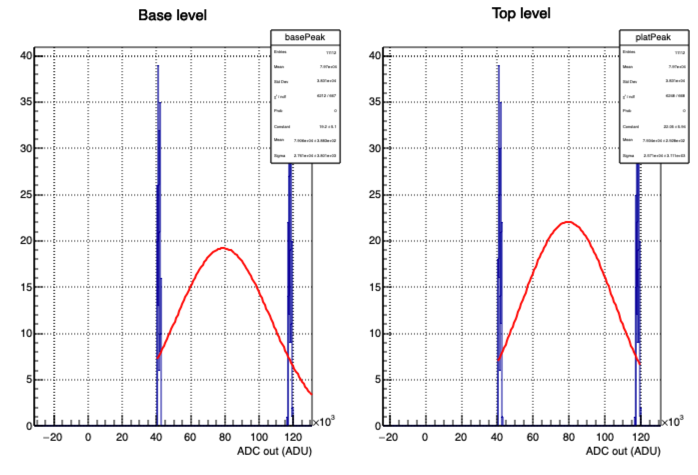 Base level
basePeak
Entries
Mean
Std Dev
Prob 0
Constant
Mean
Sigma
40
35
30
25
20
15
10
5
0
−20 0 20 40 60 80 100 120
×10³
ADC out (ADU)
Top level
platPeak
Entries
Mean
Std Dev
Prob 0
Constant
Mean
Sigma
40
35
30
25
20
15
10
5
0
−20 0 20 40 60 80 100 120
×10³
ADC out (ADU)